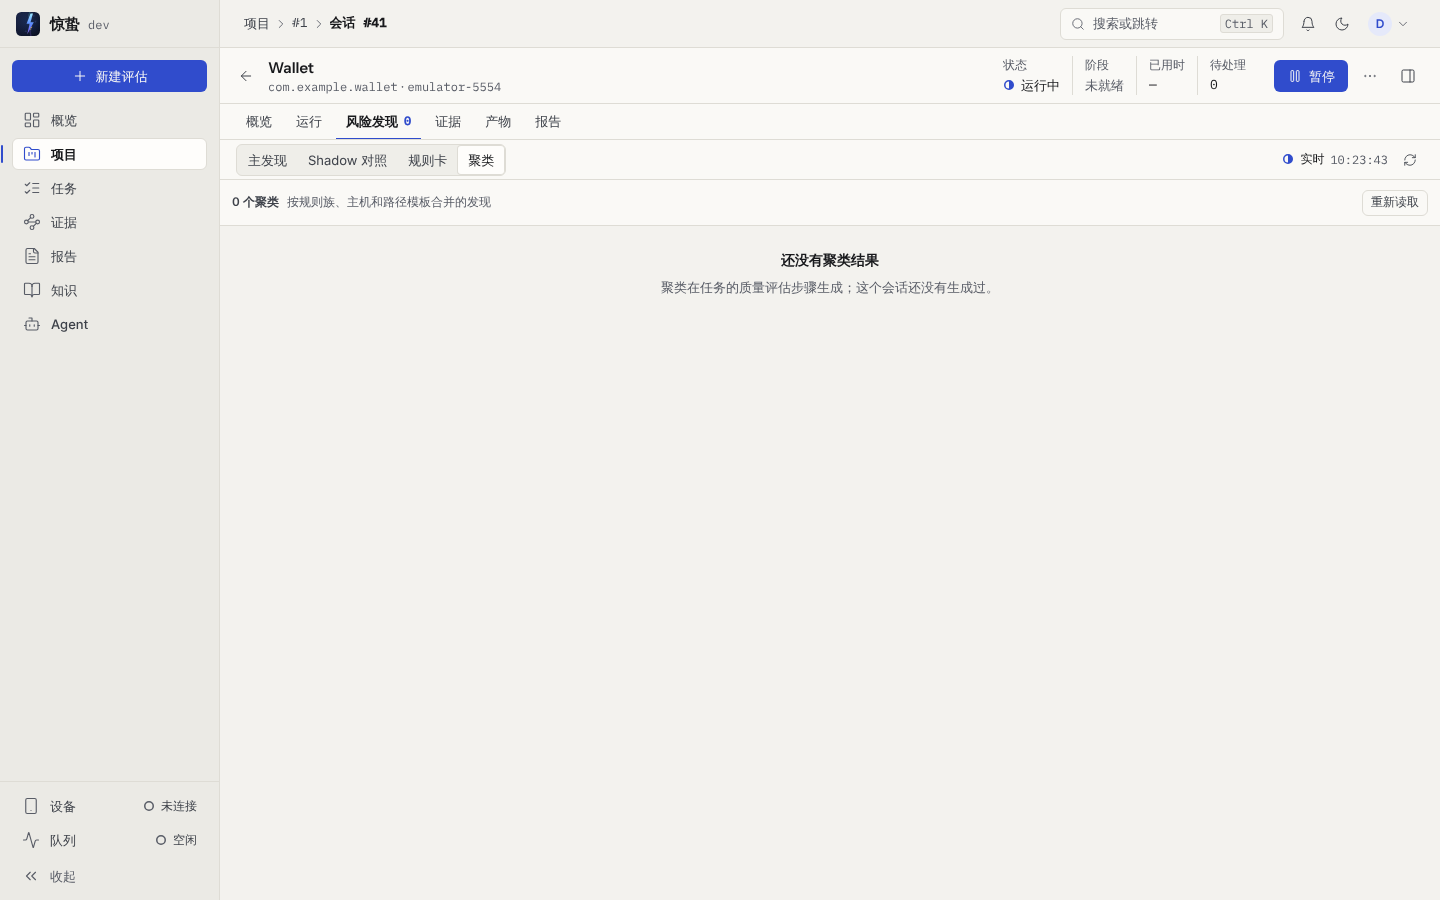 惊蛰 dev
项目 > #1 > 会话 #41
搜索或跳转 Ctrl K
D
新建评估
概览
项目
任务
证据
报告
知识
Agent
设备 未连接
队列 空闲
收起
Wallet
com.example.wallet · emulator-5554
状态 阶段 已用时 待处理
运行中 未就绪 — 0
暂停
概览 运行 风险发现 0 证据 产物 报告
主发现 Shadow 对照 规则卡 聚类
实时 10:23:43
0 个聚类 按规则族、主机和路径模板合并的发现
重新读取
还没有聚类结果
聚类在任务的质量评估步骤生成；这个会话还没有生成过。